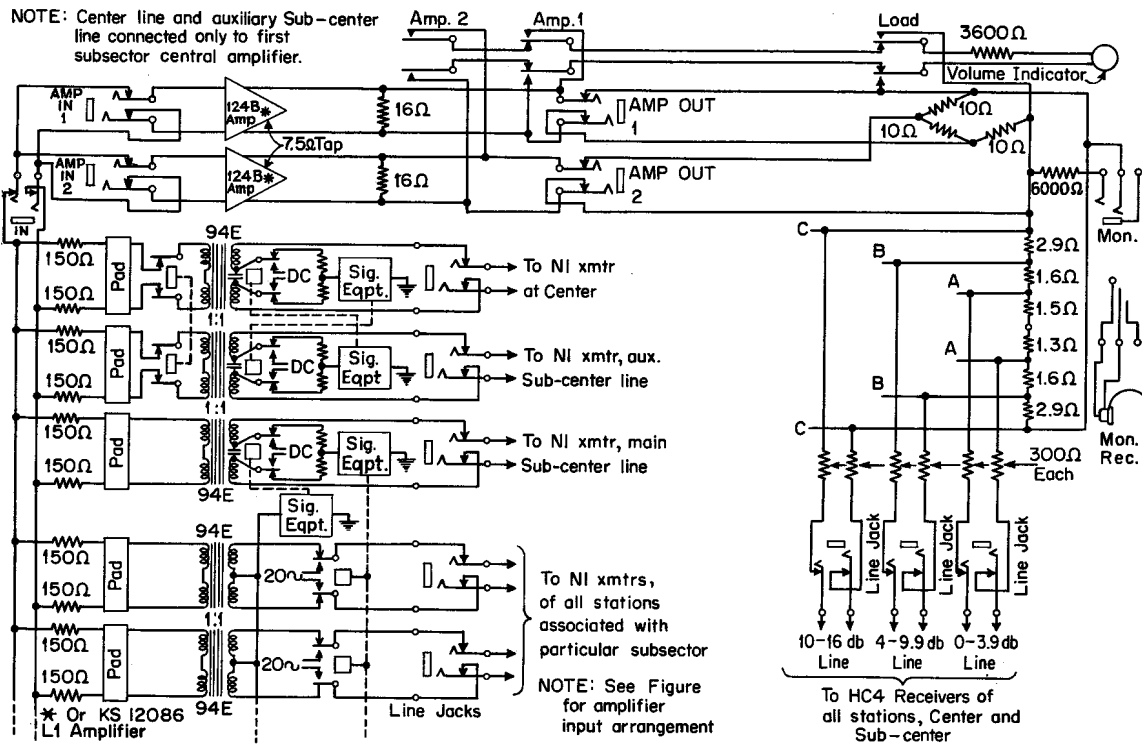 NOTE: Center line and auxiliary Sub-center
line connected only to first
subsector central amplifier.
Amp. 2
Amp. 1
Load
3600Ω
Volume Indicator
AMP
IN
1
124B
Amp
*
16Ω
AMP OUT
1
10Ω
10Ω
10Ω
7.5ΩTap
AMP
IN
2
124B
Amp
*
16Ω
AMP OUT
2
6000Ω
Mon.
IN
94E
150Ω
150Ω
Pad
DC
Sig.
Eqpt.
To NI xmtr
at Center
1:1
150Ω
150Ω
Pad
DC
Sig.
Eqpt.
To NI xmtr, aux.
Sub-center line
1:1
150Ω
150Ω
Pad
DC
Sig.
Eqpt.
To NI xmtr, main
Sub-center line
94E
Sig.
Eqpt.
94E
150Ω
150Ω
Pad
20~
1:1
150Ω
150Ω
Pad
20~
94E
Line Jacks
To NI xmtrs,
of all stations
associated with
particular subsector
NOTE: See Figure
for amplifier
input arrangement
* Or KS 12086
L1 Amplifier
C
B
A
A
B
C
2.9Ω
1.6Ω
1.5Ω
1.3Ω
1.6Ω
2.9Ω
Mon.
Rec.
300Ω
Each
Line Jack
Line Jack
Line Jack
10-16 db
Line
4-9.9 db
Line
0-3.9 db
Line
To HC4 Receivers of
all stations, Center and
Sub-center